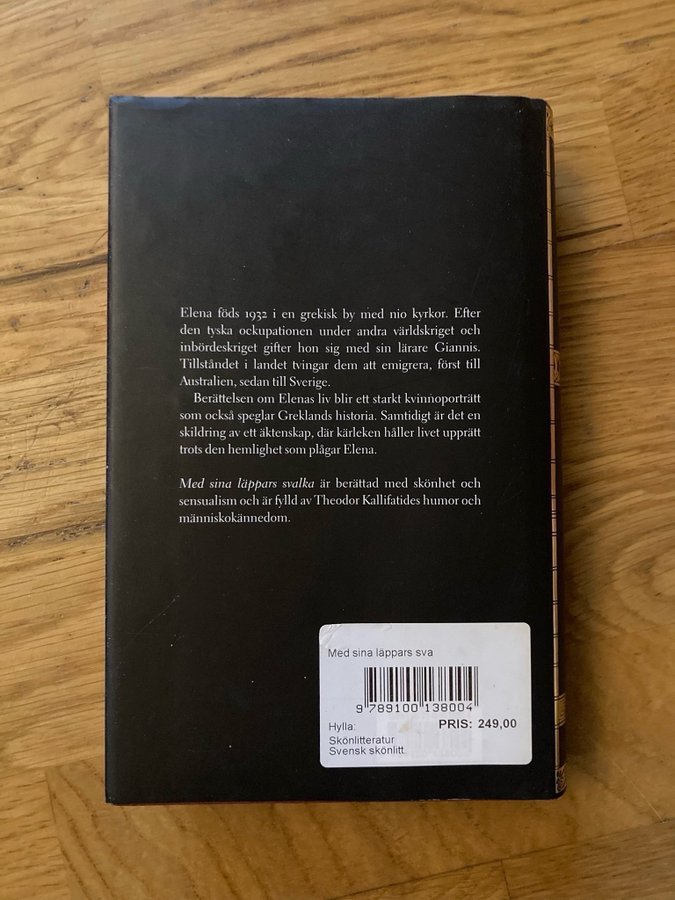 Elena föds 1932 i en grekisk by med nio kyrkor. Efter
den tyska ockupationen under andra världskriget och
inbördeskriget gifter hon sig med sin lärare Giannis.
Tillståndet i landet tvingar dem att emigrera, först till
Australien, sedan till Sverige.
Berättelsen om Elenas liv blir ett starkt kvinnoporträtt
som också speglar Greklands historia. Samtidigt är det en
skildring av ett äktenskap, där kärleken håller livet upprätt
trots den hemlighet som plågar Elena.
Med sina läppars svalka är berättad med skönhet och
sensualism och är fylld av Theodor Kallifatides humor och
människokännedom.
Med sina läppars sva
9 789100 138004
Hylla: PRIS: 249,00
Skönlitteratur
Svensk skönlitt.